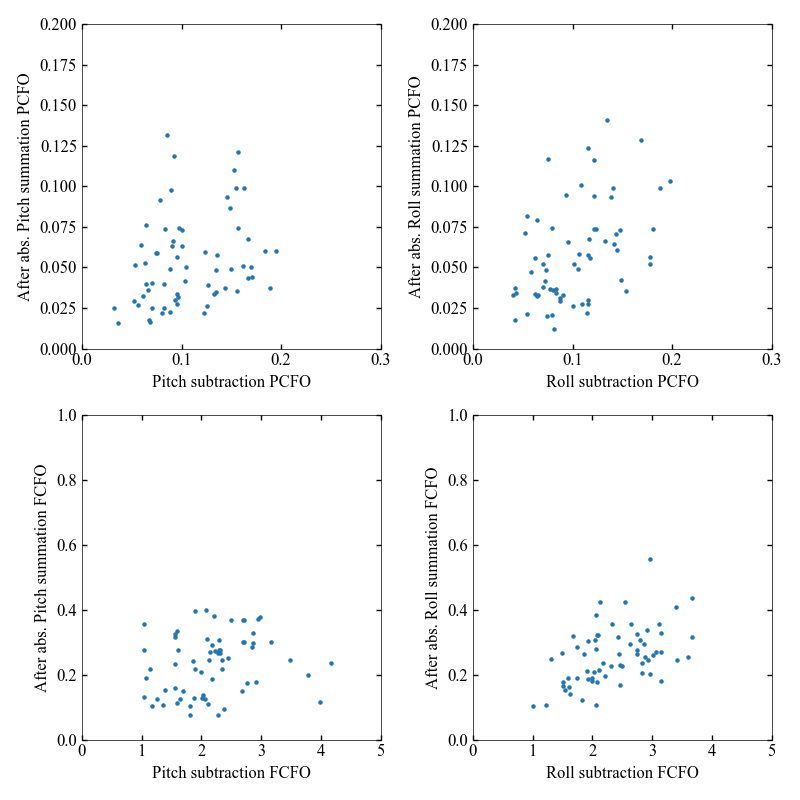 0.200
0.175
0.150
0.125
0.100
0.075
0.050
0.025
0.000
After abs. Pitch summation PCFO
0.0 0.1 0.2 0.3
Pitch subtraction PCFO
0.200
0.175
0.150
0.125
0.100
0.075
0.050
0.025
0.000
After abs. Roll summation PCFO
0.0 0.1 0.2 0.3
Roll subtraction PCFO
1.0
0.8
0.6
0.4
0.2
0.0
After abs. Pitch summation FCFO
0 1 2 3 4 5
Pitch subtraction FCFO
1.0
0.8
0.6
0.4
0.2
0.0
After abs. Roll summation FCFO
0 1 2 3 4 5
Roll subtraction FCFO